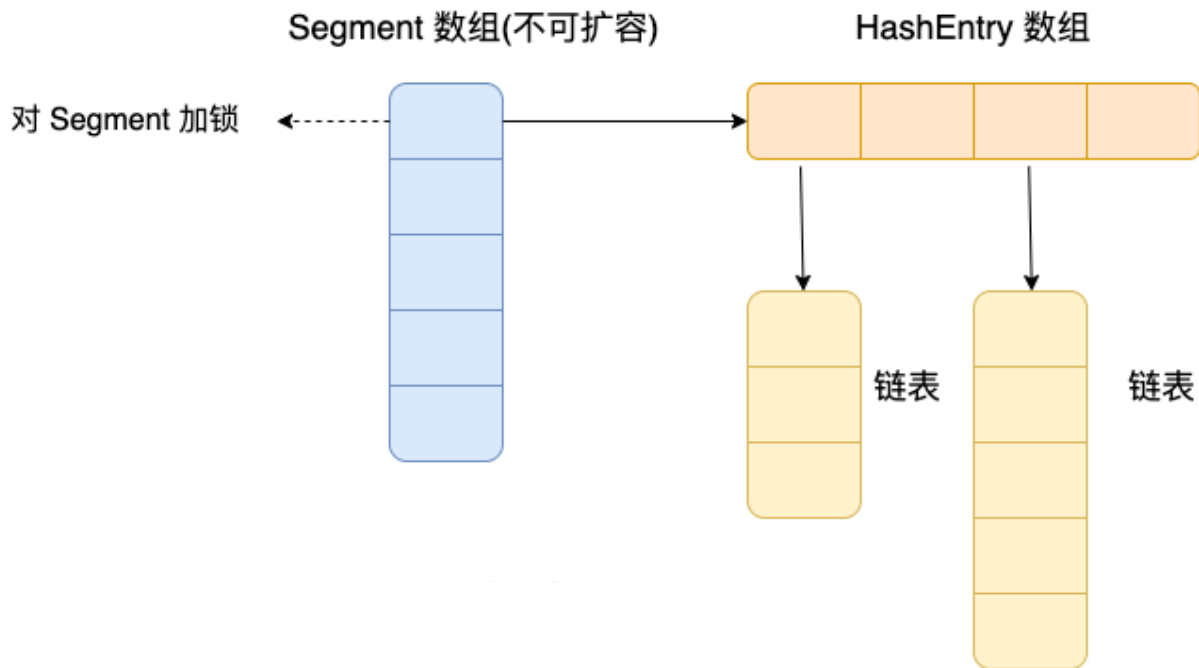 Segment 数组(不可扩容)
HashEntry 数组
对 Segment 加锁
链表
链表